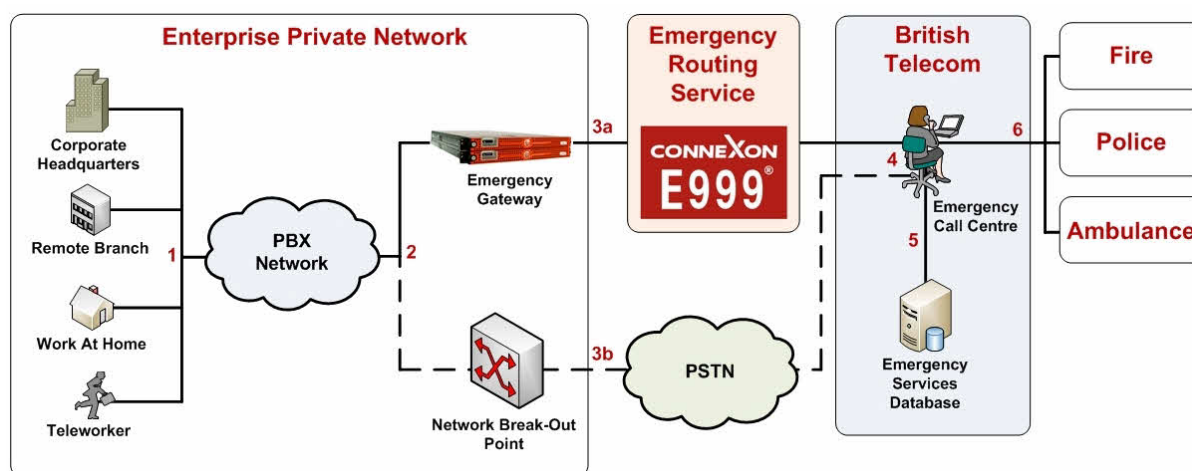 Enterprise Private Network
Corporate
Headquarters
Remote Branch
Work At Home
Teleworker
1
PBX
Network
2
Emergency
Gateway
Network Break-Out
Point
3a
3b
Emergency
Routing
Service
CONNEXON
E999®
PSTN
British
Telecom
4
Emergency
Call Centre
5
Emergency
Services
Database
6
Fire
Police
Ambulance